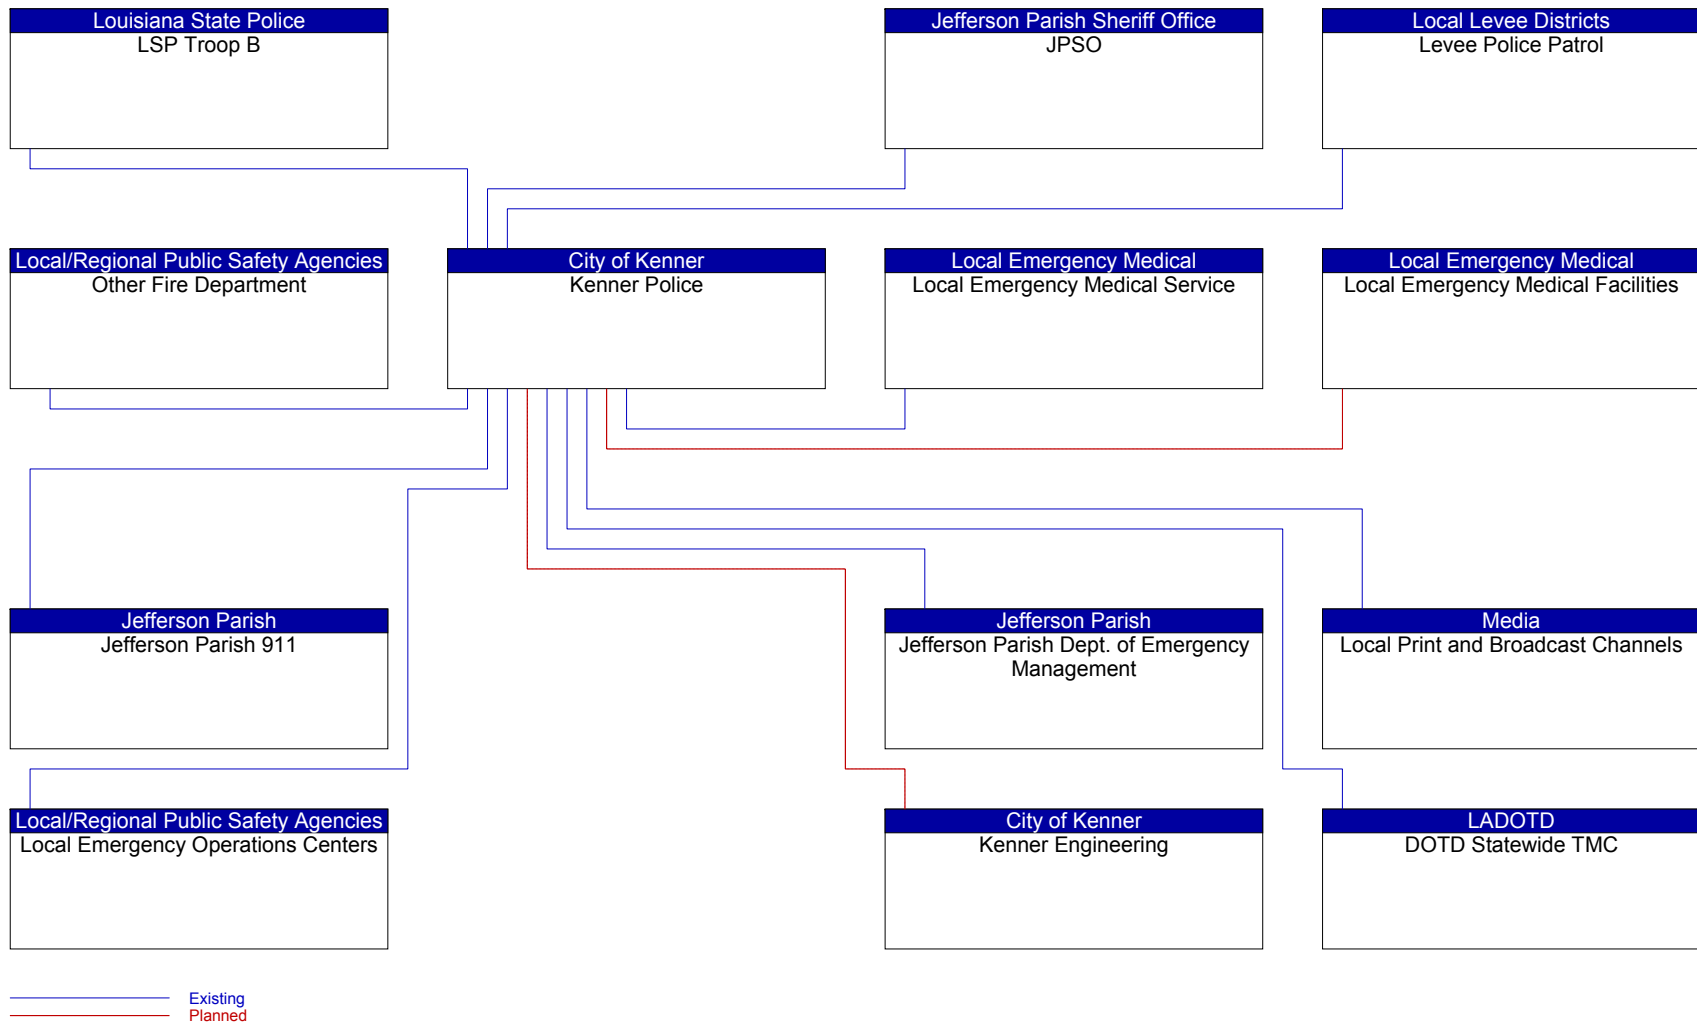 Louisiana State Police
LSP Troop B
Jefferson Parish Sheriff Office
JPSO
Local Levee Districts
Levee Police Patrol
Local/Regional Public Safety Agencies
Other Fire Department
City of Kenner
Kenner Police
Local Emergency Medical
Local Emergency Medical Service
Local Emergency Medical
Local Emergency Medical Facilities
Jefferson Parish
Jefferson Parish 911
Jefferson Parish
Jefferson Parish Dept. of Emergency
Management
Media
Local Print and Broadcast Channels
Local/Regional Public Safety Agencies
Local Emergency Operations Centers
City of Kenner
Kenner Engineering
LADOTD
DOTD Statewide TMC
Existing
Planned